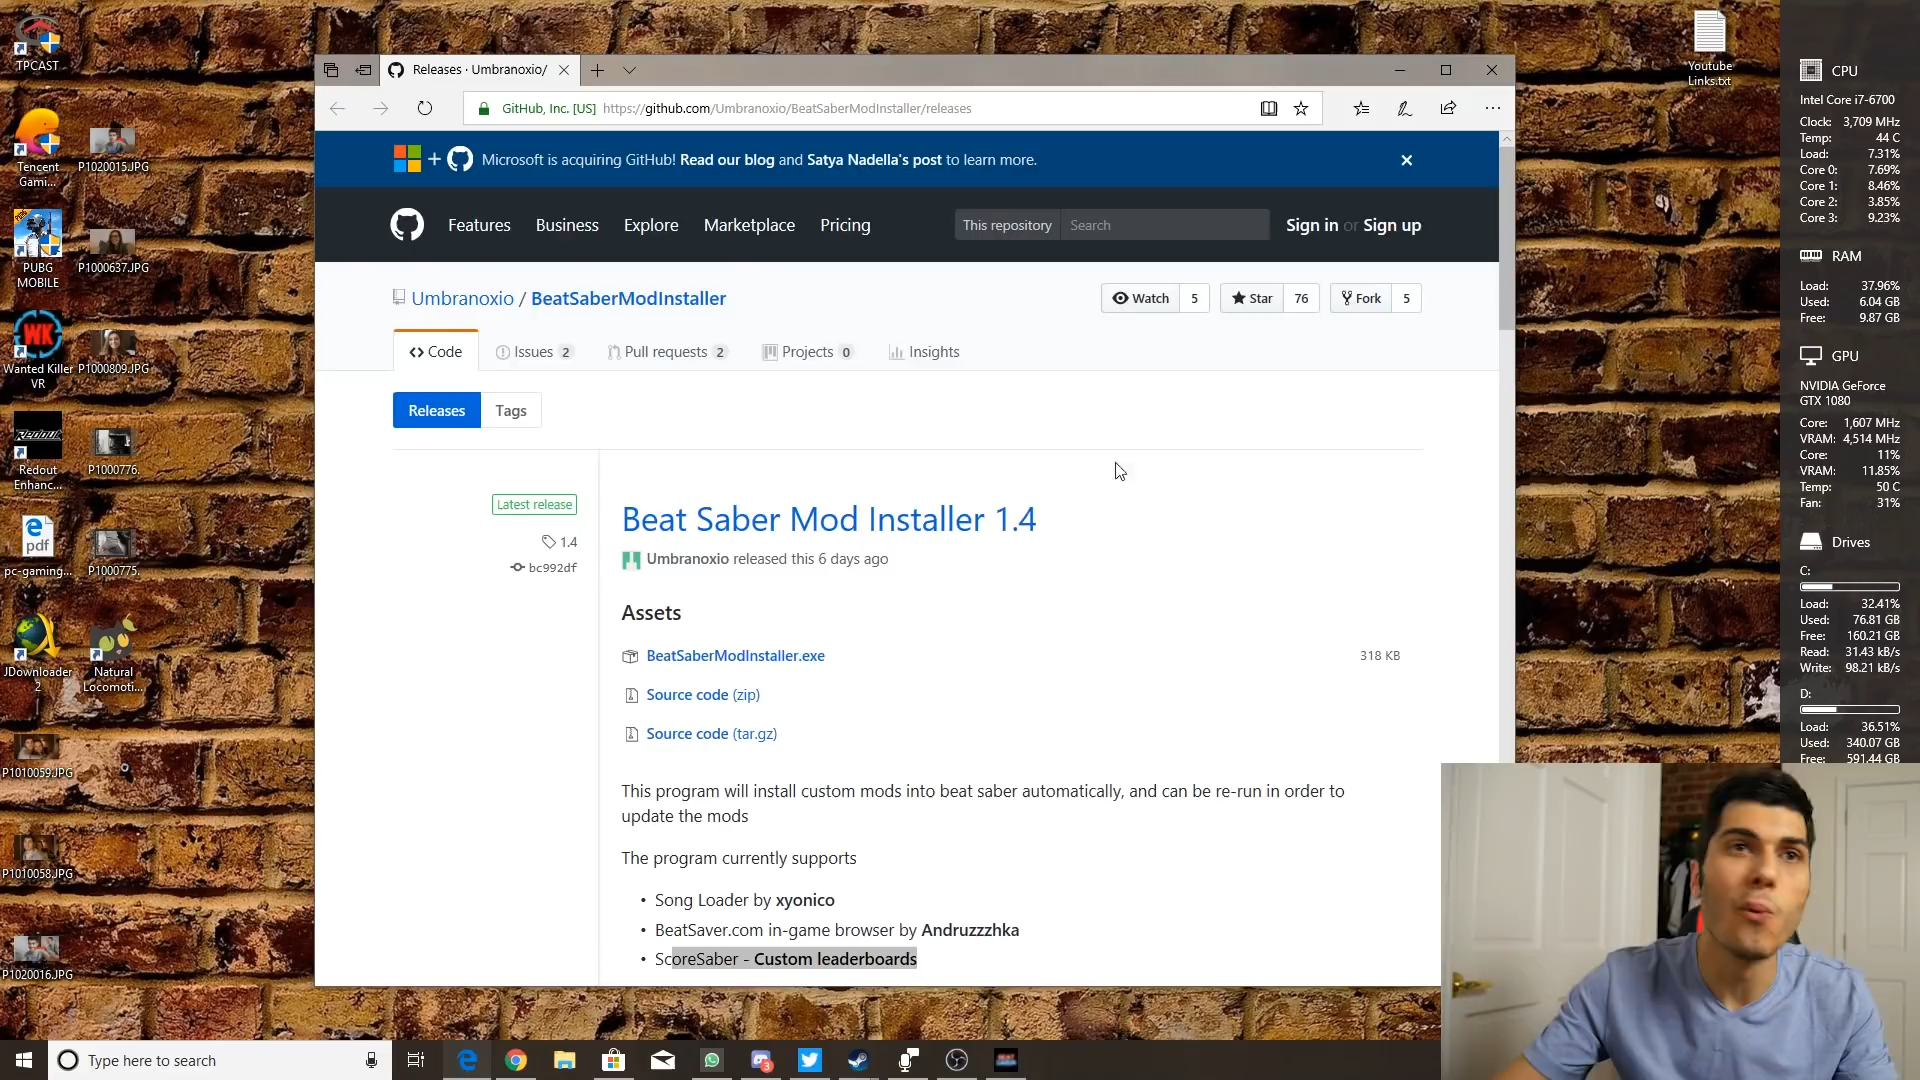 TPCAST
Tencent
Gami...
P1020015.JPG
PUBG
PUBG
MOBILE
P1000637.JPG
WK
Wanted Killer
VR
P1000809.JPG
Redout
Redout
Enhanc...
P1000776.
pdf
pc-gaming...
P1000775.
JDownloader
2
Natural
Locomoti...
P1010059.JPG
P1010058.JPG
P1020016.JPG
Releases · Umbranoxio/
GitHub, Inc. [US] https://github.com/Umbranoxio/BeatSaberModInstaller/releases
Microsoft is acquiring GitHub! Read our blog and Satya Nadella's post to learn more.
Features Business Explore Marketplace Pricing This repository Search Sign in or Sign up
Umbranoxio / BeatSaberModInstaller
Watch 5 Star 76 Fork 5
Code Issues 2 Pull requests 2 Projects 0 Insights
Releases Tags
Latest release
1.4
bc992df
Beat Saber Mod Installer 1.4
Umbranoxio released this 6 days ago
Assets
BeatSaberModInstaller.exe 318 KB
Source code (zip)
Source code (tar.gz)
This program will install custom mods into beat saber automatically, and can be re-run in order to
update the mods
The program currently supports
• Song Loader by xyonico
• BeatSaver.com in-game browser by Andruzzzhka
• ScoreSaber - Custom leaderboards
Youtube
Links.txt
CPU
Intel Core i7-6700
Clock: 3,709 MHz
Temp: 44 C
Load: 7.31%
Core 0: 7.69%
Core 1: 8.46%
Core 2: 3.85%
Core 3: 9.23%
RAM
Load: 37.96%
Used: 6.04 GB
Free: 9.87 GB
GPU
NVIDIA GeForce
GTX 1080
Core: 1,607 MHz
VRAM: 4,514 MHz
Core: 11%
VRAM: 11.85%
Temp: 50 C
Fan: 31%
Drives
C:
Load: 32.41%
Used: 76.81 GB
Free: 160.21 GB
Read: 31.43 kB/s
Write: 98.21 kB/s
D:
Load: 36.51%
Used: 340.07 GB
Free: 591.44 GB
Type here to search
3